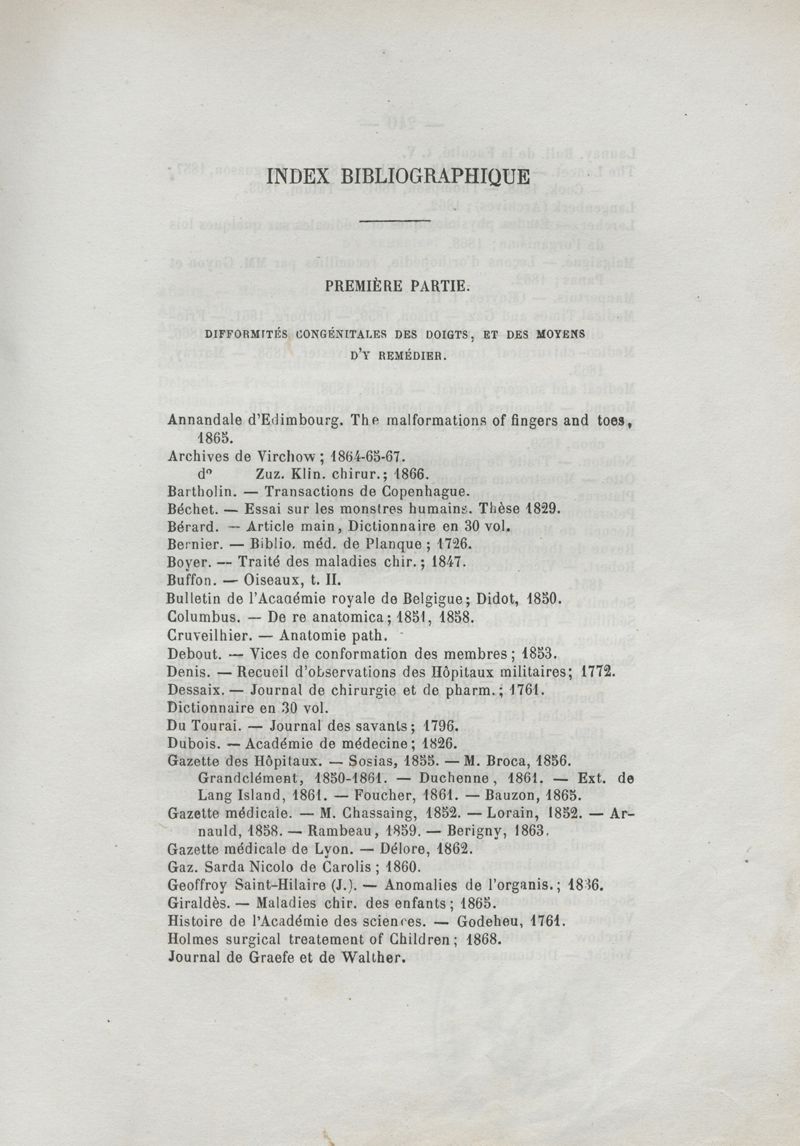 INDEX BIBLIOGRAPHIQUE
PREMIÈRE PARTIE.
DIFFORMITÉS CONGÉNITALES DES DOIGTS, ET DES MOYENS
D'Y REMÉDIER.
Annandale d'Edimbourg. The malformations of fingers and toes,
1865.
Archives de Virchow ; 1864-65-67.
dº Zuz. Klin. chirur.; 1866.
Bartholin. — Transactions de Copenhague.
Béchet. — Essai sur les monstres humains. Thèse 1829.
Bérard. — Article main, Dictionnaire en 30 vol.
Bernier. — Biblio. méd. de Planque ; 1726.
Boyer. — Traité des maladies chir. ; 1847.
Buffon. — Oiseaux, t. II.
Bulletin de l'Académie royale de Belgigue; Didot, 1850.
Columbus. — De re anatomica; 1851, 1858.
Cruveilhier. — Anatomie path.
Debout. — Vices de conformation des membres ; 1853.
Denis. — Recueil d'observations des Hôpitaux militaires; 1772.
Dessaix. — Journal de chirurgie et de pharm. ; 1761.
Dictionnaire en 30 vol.
Du Tourai. — Journal des savants ; 1796.
Dubois. — Académie de médecine ; 1826.
Gazette des Hôpitaux. — Sosias, 1855. — M. Broca, 1856.
Grandclément, 1850-1861. — Duchenne, 1861. — Ext. de
Lang Island, 1861. — Foucher, 1861. — Bauzon, 1865.
Gazette médicale. — M. Chassaing, 1852. — Lorain, 1852. — Ar-
nauld, 1858. — Rambeau, 1859. — Berigny, 1863.
Gazette médicale de Lyon. — Délore, 1862.
Gaz. Sarda Nicolo de Carolis ; 1860.
Geoffroy Saint-Hilaire (J.). — Anomalies de l'organis. ; 1836.
Giraldès. — Maladies chir. des enfants ; 1865.
Histoire de l'Académie des sciences. — Godeheu, 1761.
Holmes surgical treatement of Children ; 1868.
Journal de Graefe et de Walther.